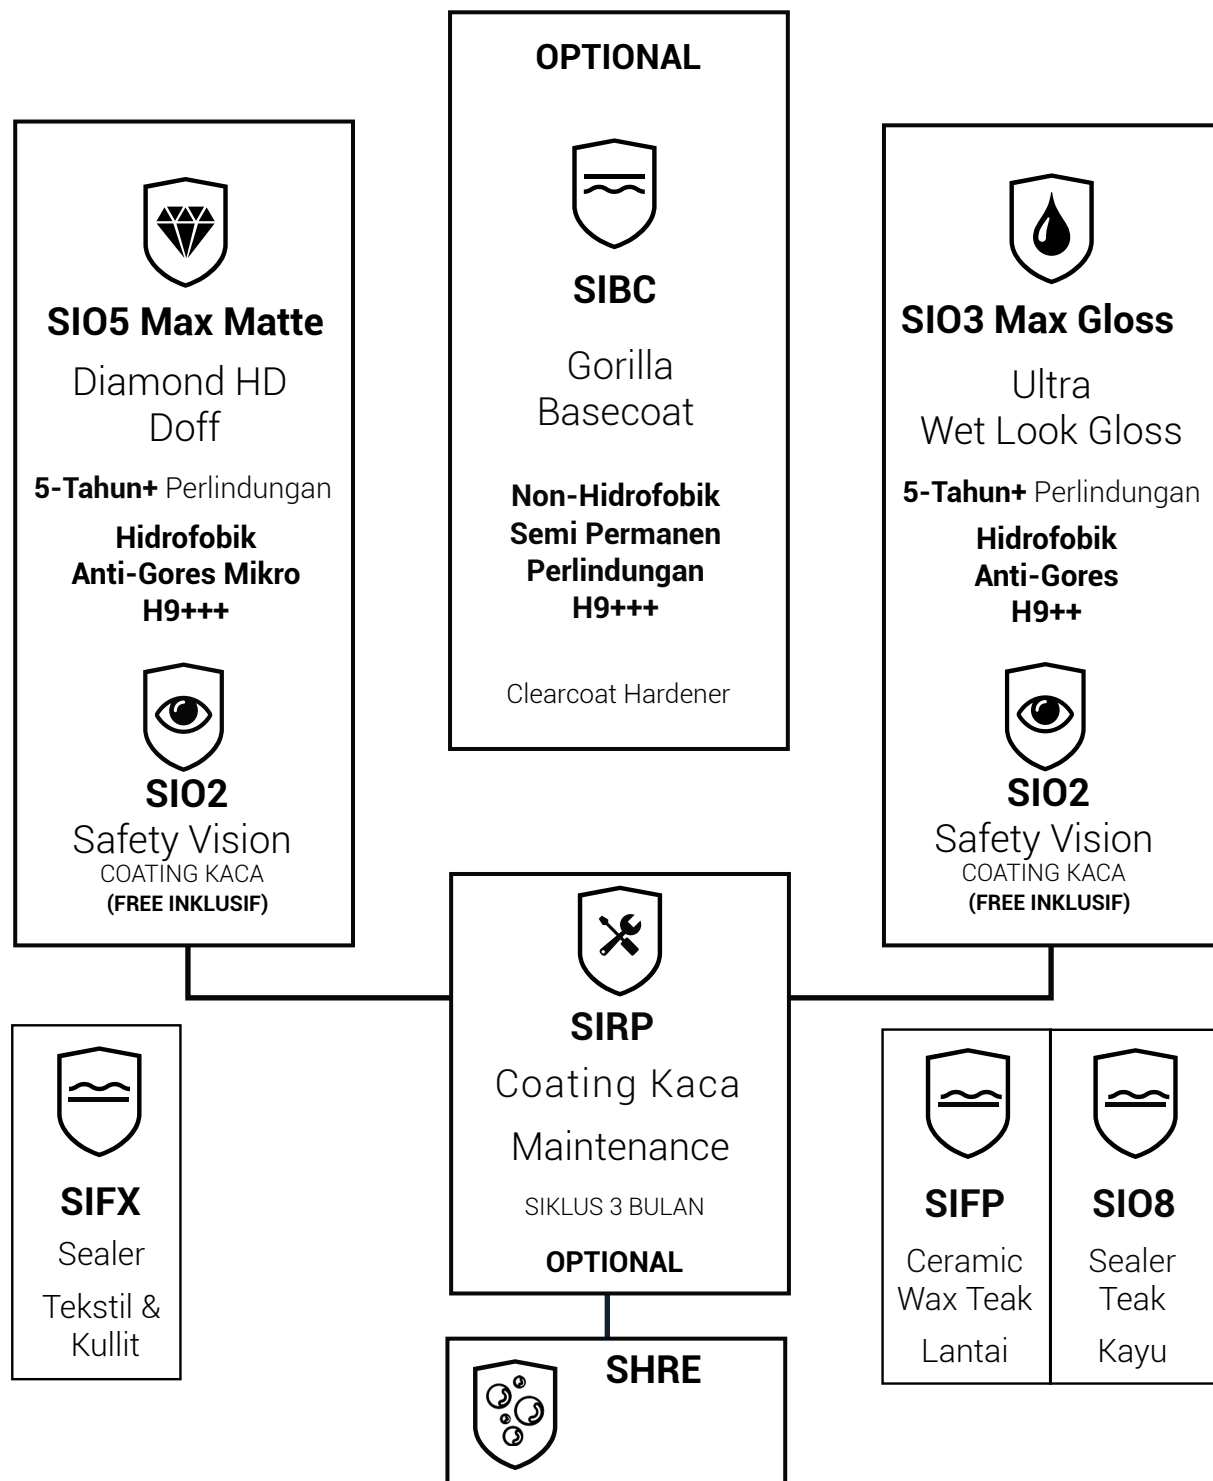 OPTIONAL
SIBC
Gorilla
Basecoat
Non-Hidrofobik
Semi Permanen
Perlindungan
H9+++
Clearcoat Hardener
SIO5 Max Matte
Diamond HD
Doff
5-Tahun+ Perlindungan
Hidrofobik
Anti-Gores Mikro
H9+++
SIO2
Safety Vision
COATING KACA
(FREE INKLUSIF)
SIO3 Max Gloss
Ultra
Wet Look Gloss
5-Tahun+ Perlindungan
Hidrofobik
Anti-Gores
H9++
SIO2
Safety Vision
COATING KACA
(FREE INKLUSIF)
SIRP
Coating Kaca
Maintenance
SIKLUS 3 BULAN
OPTIONAL
SIFX
Sealer
Tekstil &
Kullit
SIFP
Ceramic
Wax Teak
Lantai
SIO8
Sealer
Teak
Kayu
SHRE